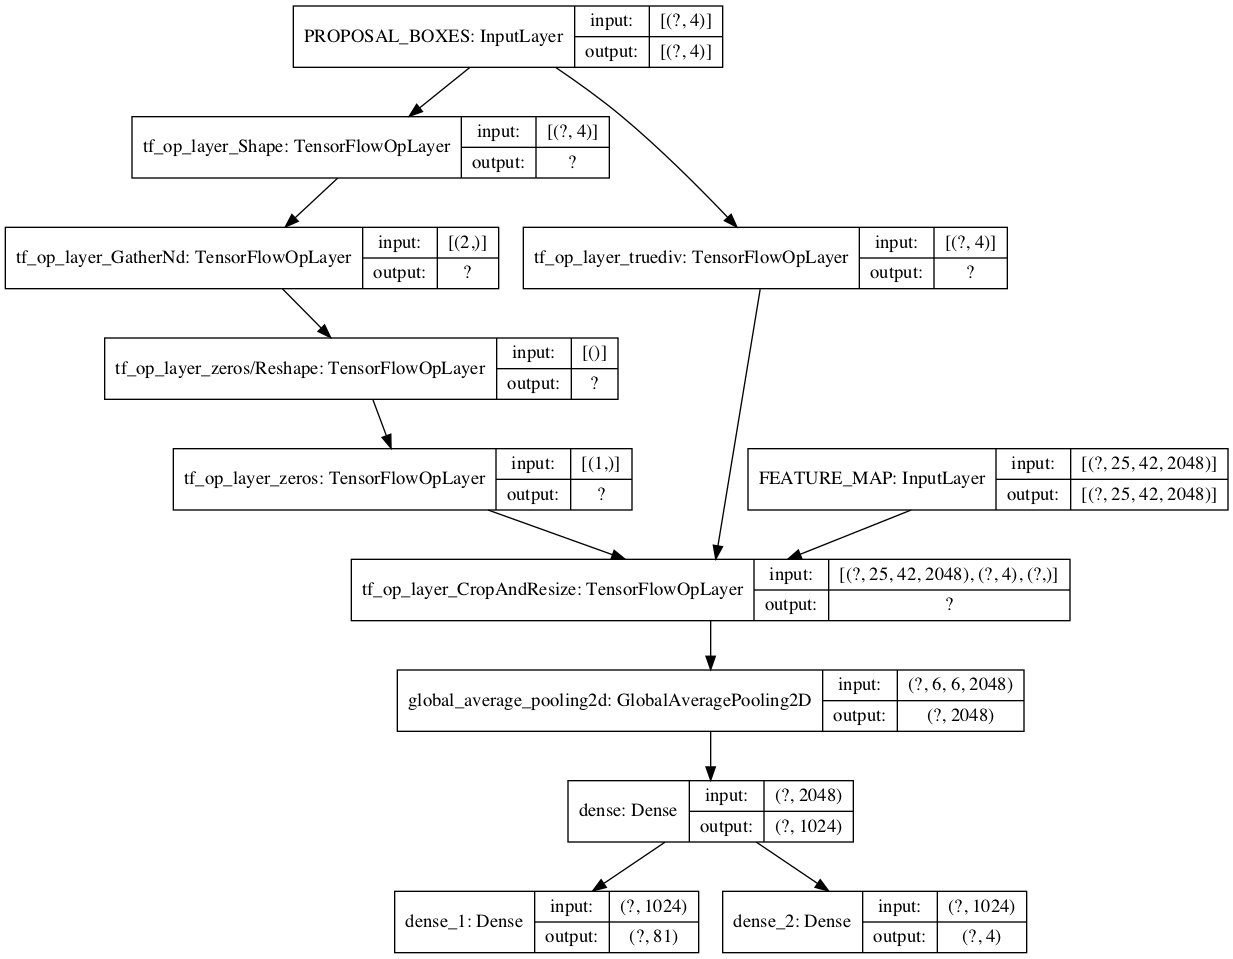 PROPOSAL_BOXES: InputLayer
input: [(?, 4)]
output: [(?, 4)]
tf_op_layer_Shape: TensorFlowOpLayer
input: [(?, 4)]
output: ?
tf_op_layer_GatherNd: TensorFlowOpLayer
input: [(2,)]
output: ?
tf_op_layer_truediv: TensorFlowOpLayer
input: [(?, 4)]
output: ?
tf_op_layer_zeros/Reshape: TensorFlowOpLayer
input: [()]
output: ?
tf_op_layer_zeros: TensorFlowOpLayer
input: [(1,)]
output: ?
FEATURE_MAP: InputLayer
input: [(?, 25, 42, 2048)]
output: [(?, 25, 42, 2048)]
tf_op_layer_CropAndResize: TensorFlowOpLayer
input: [(?, 25, 42, 2048), (?, 4), (?,)]
output: ?
global_average_pooling2d: GlobalAveragePooling2D
input: (?, 6, 6, 2048)
output: (?, 2048)
dense: Dense
input: (?, 2048)
output: (?, 1024)
dense_1: Dense
input: (?, 1024)
output: (?, 81)
dense_2: Dense
input: (?, 1024)
output: (?, 4)